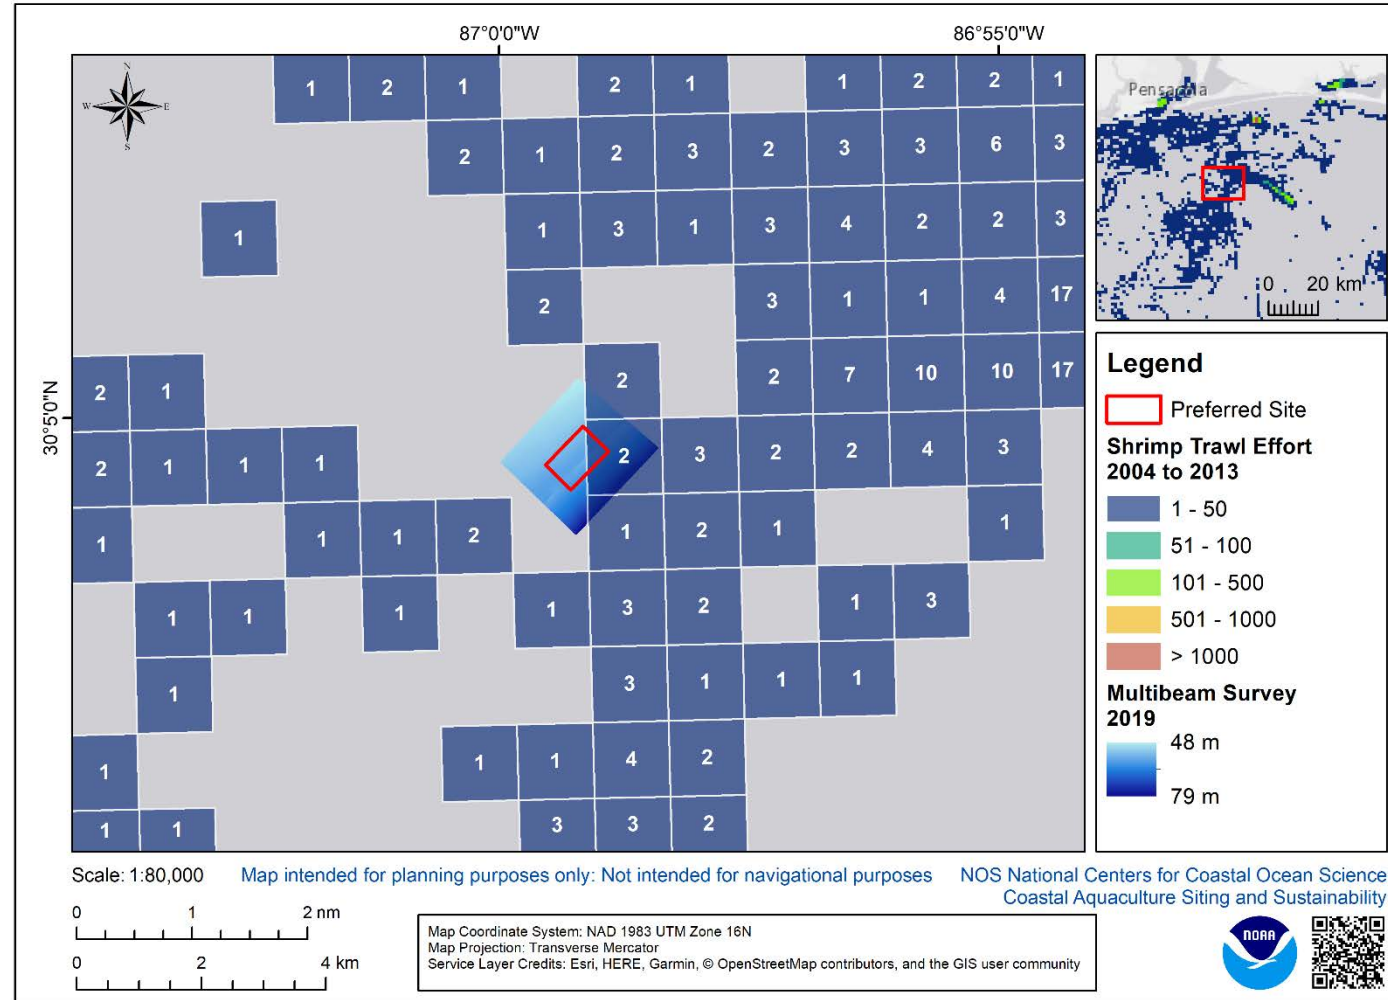 87°0'0"W 86°55'0"W
N
W E
S
30°5'0"N
1 2 1 2 1 1 2 2 1
2 1 2 3 2 3 3 6 3
1 1 3 1 3 4 2 2 3
2 3 1 1 4 17
2 1 2 2 7 10 10 17
2 1 1 1 2 3 2 2 4 3
1 1 1 2 1 2 1 1
1 1 1 1 3 2 1 3
1 3 1 1 1
1 1 1 4 2
1 1 3 3 2
Pensacola
0 20 km
Legend
Preferred Site
Shrimp Trawl Effort
2004 to 2013
1 - 50
51 - 100
101 - 500
501 - 1000
> 1000
Multibeam Survey
2019
48 m
79 m
Scale: 1:80,000
Map intended for planning purposes only: Not intended for navigational purposes
NOS National Centers for Coastal Ocean Science
Coastal Aquaculture Siting and Sustainability
0 1 2 nm
0 2 4 km
Map Coordinate System: NAD 1983 UTM Zone 16N
Map Projection: Transverse Mercator
Service Layer Credits: Esri, HERE, Garmin, © OpenStreetMap contributors, and the GIS user community
NOAA